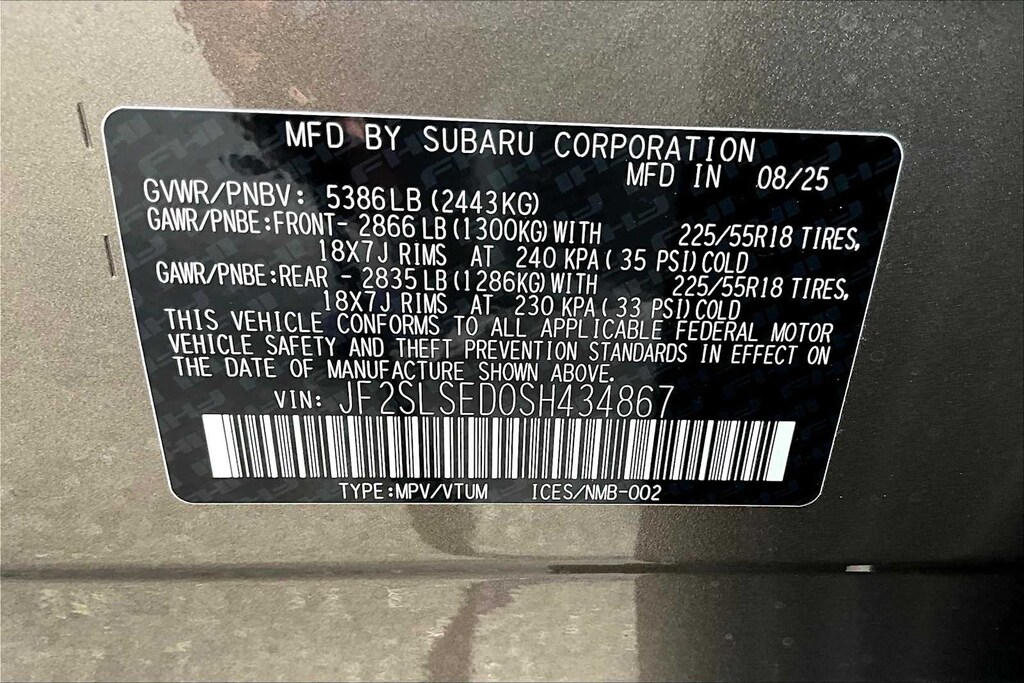 MFD BY SUBARU CORPORATION
MFD IN 08/25
GVWR/PNBV: 5386LB (2443KG)
GAWR/PNBE:FRONT- 2866 LB (1300KG) WITH 225/55R18 TIRES,
18X7J RIMS AT 240 KPA (35 PSI) COLD
GAWR/PNBE:REAR - 2835 LB (1286KG) WITH 225/55R18 TIRES,
18X7J RIMS AT 230 KPA (33 PSI) COLD
THIS VEHICLE CONFORMS TO ALL APPLICABLE FEDERAL MOTOR
VEHICLE SAFETY AND THEFT PREVENTION STANDARDS IN EFFECT ON
THE DATE OF MANUFACTURE SHOWN ABOVE.
VIN: JF2SLSED0SH434867
TYPE:MPV/VTUM ICES/NMB-002